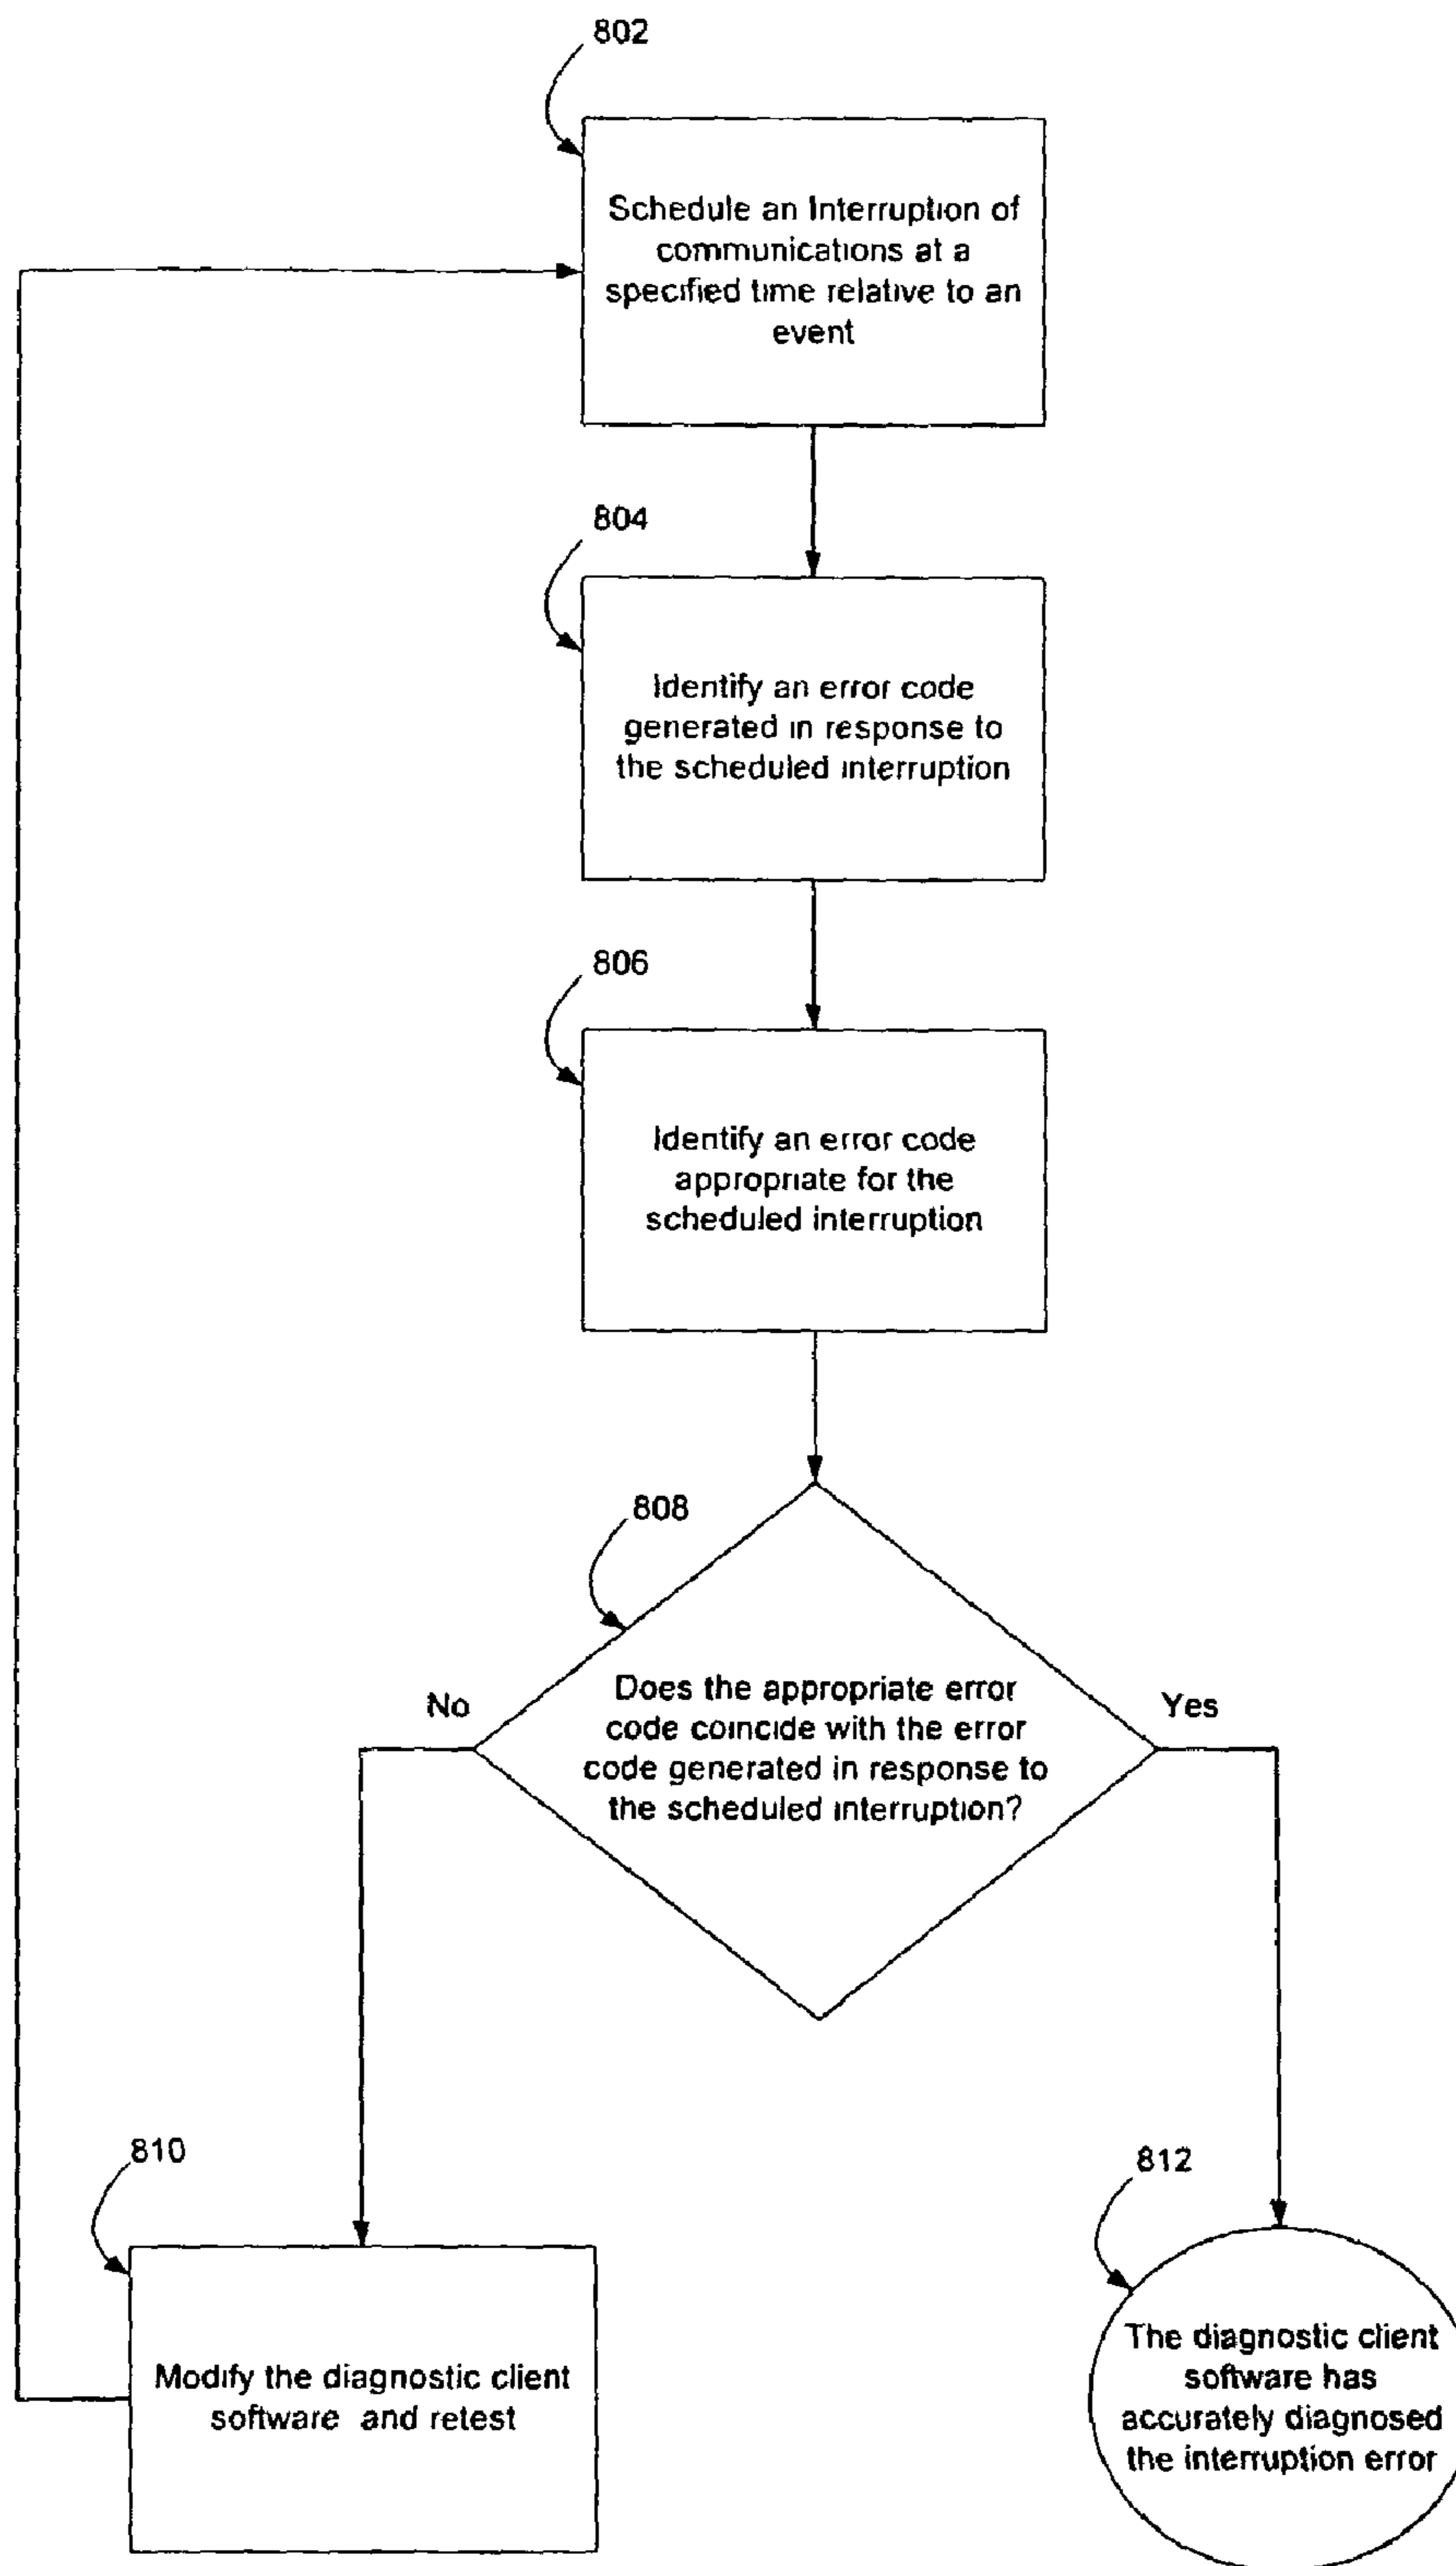 802
Schedule an Interruption of
communications at a
specified time relative to an
event
804
Identify an error code
generated in response to
the scheduled interruption
806
Identify an error code
appropriate for the
scheduled interruption
808
Does the appropriate error
code coincide with the error
code generated in response to
the scheduled interruption?
No
Yes
810
Modify the diagnostic client
software and retest
812
The diagnostic client
software has
accurately diagnosed
the interruption error